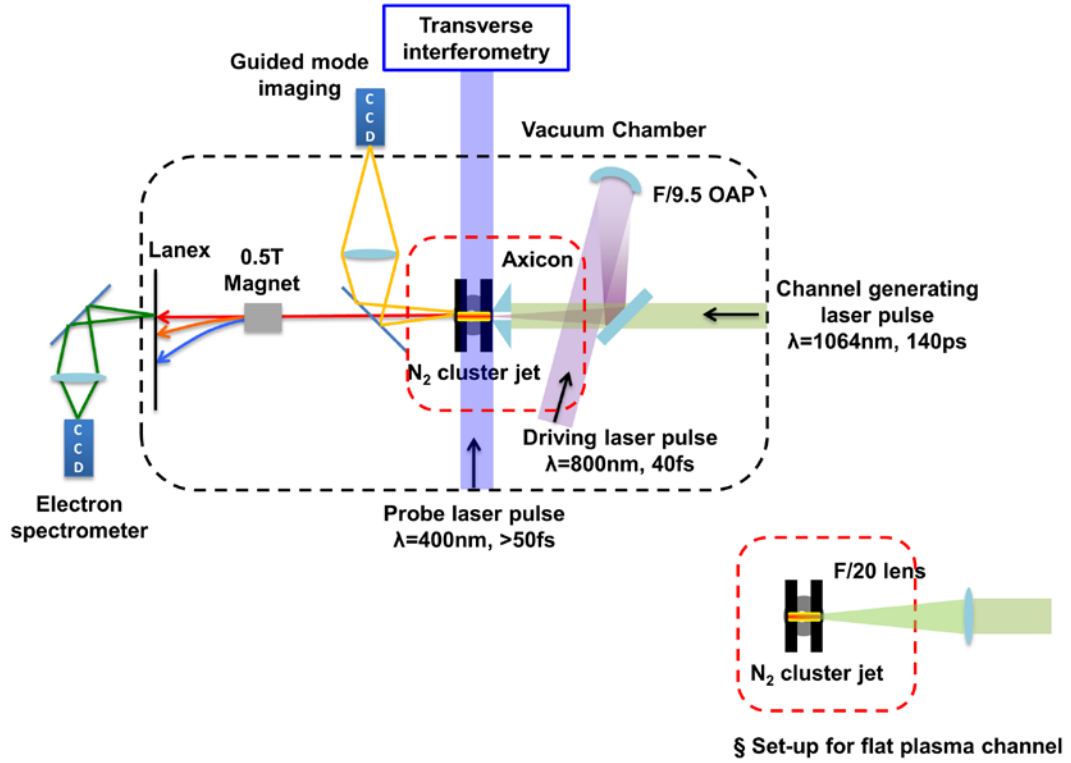 Transverse
interferometry
Guided mode
imaging
C
C
D
Vacuum Chamber
F/9.5 OAP
Lanex
0.5T
Magnet
Axicon
Channel generating
laser pulse
λ=1064nm, 140ps
N₂ cluster jet
Driving laser pulse
λ=800nm, 40fs
C
C
D
Electron
spectrometer
Probe laser pulse
λ=400nm, >50fs
F/20 lens
N₂ cluster jet
§ Set-up for flat plasma channel